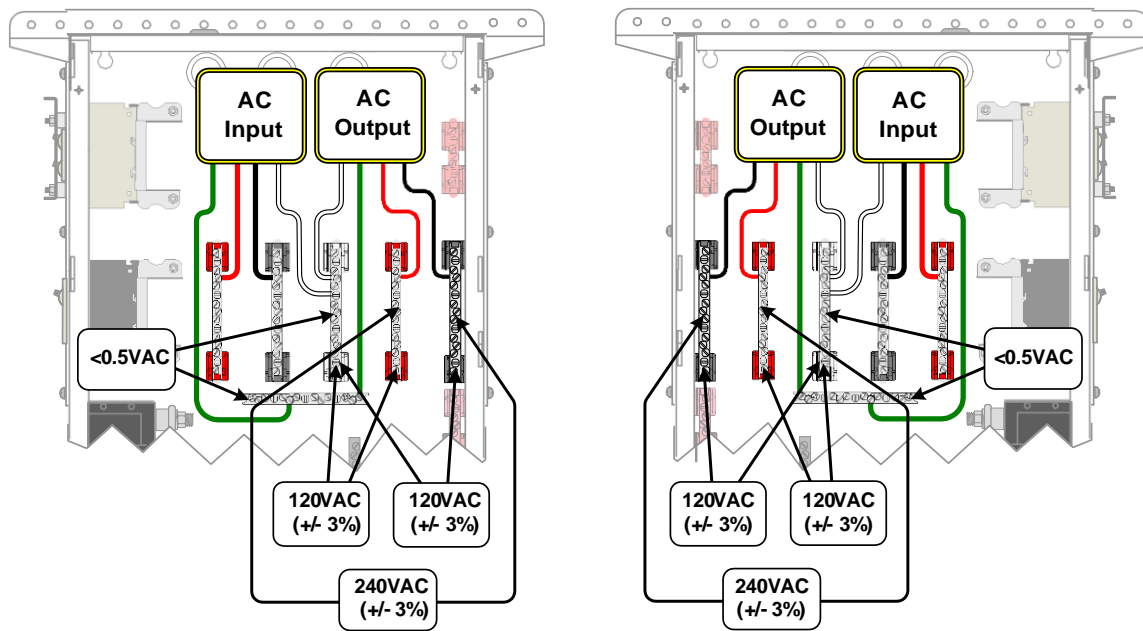 AC
Input
AC
Output
<0.5VAC
120VAC
(+/- 3%)
120VAC
(+/- 3%)
240VAC
(+/- 3%)
AC
Output
AC
Input
<0.5VAC
120VAC
(+/- 3%)
120VAC
(+/- 3%)
240VAC
(+/- 3%)